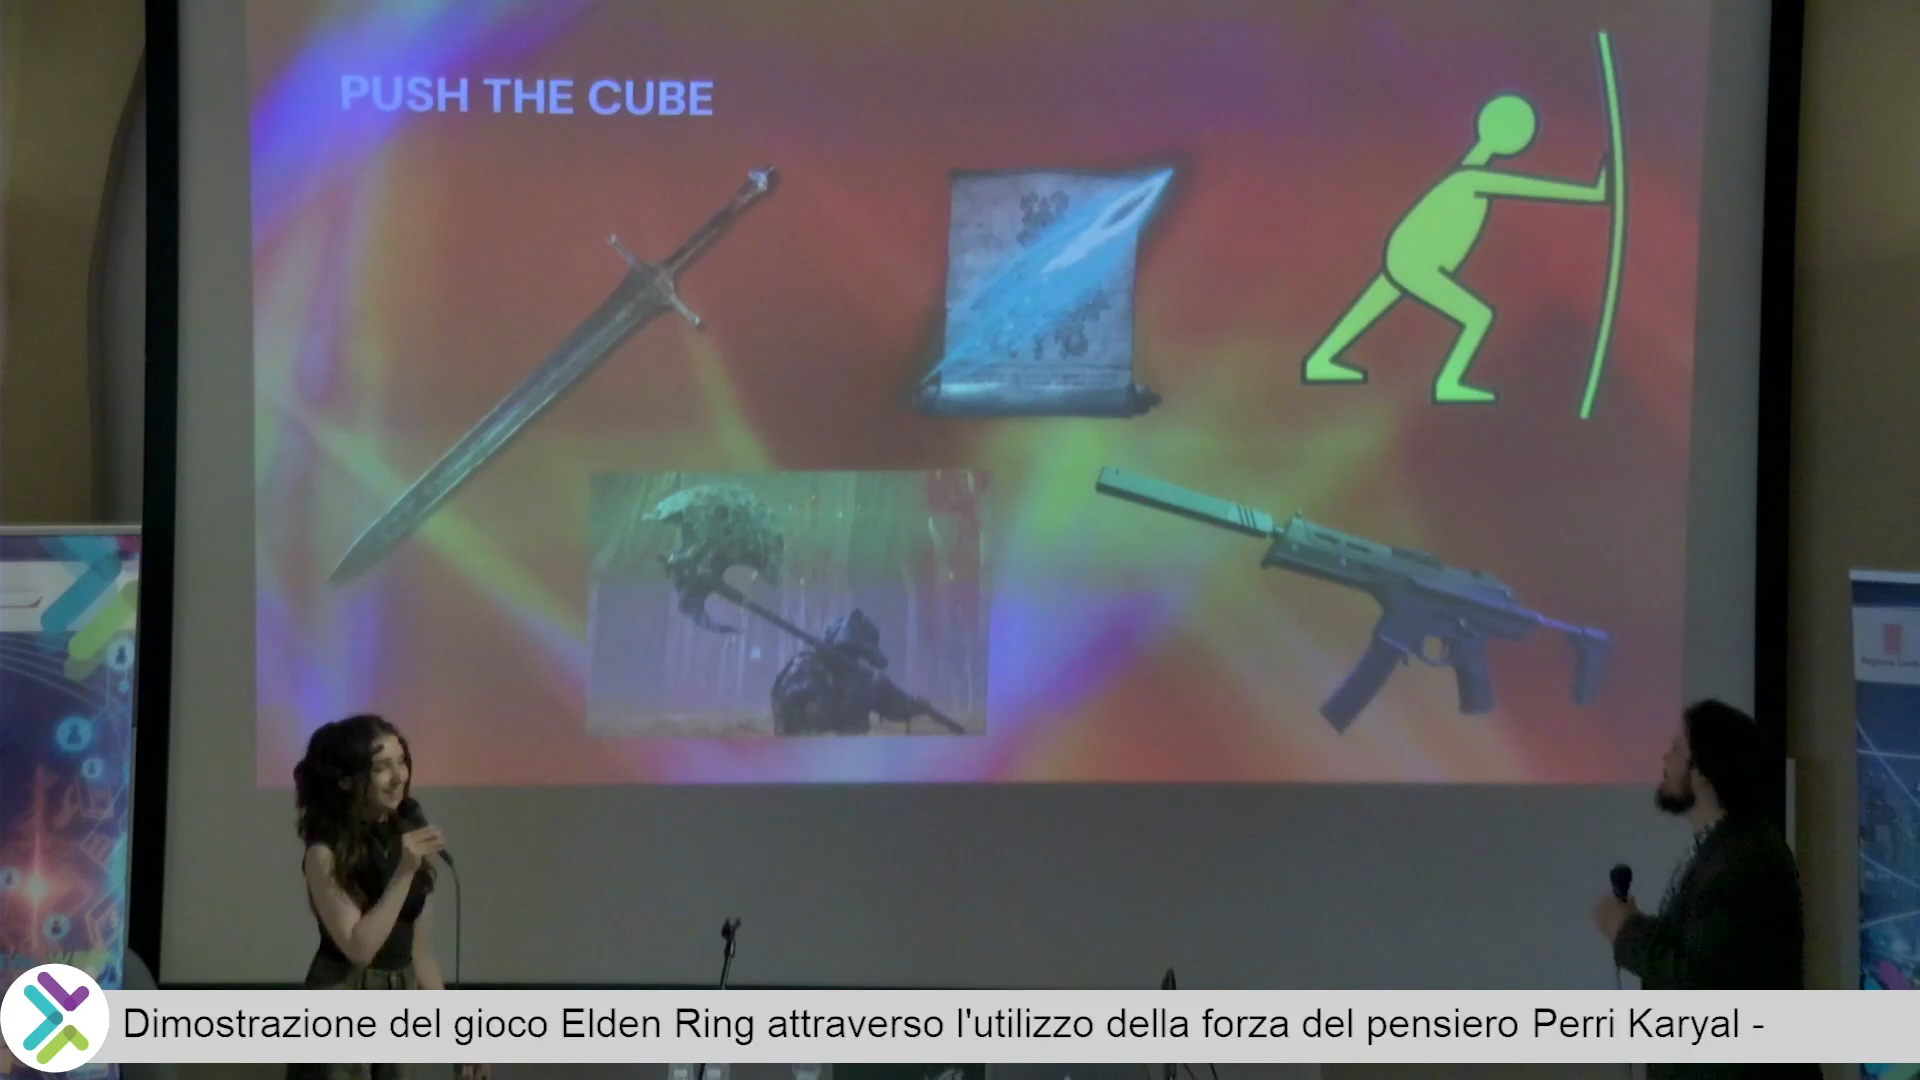 PUSH THE CUBE
Dimostrazione del gioco Elden Ring attraverso l'utilizzo della forza del pensiero Perri Karyal -